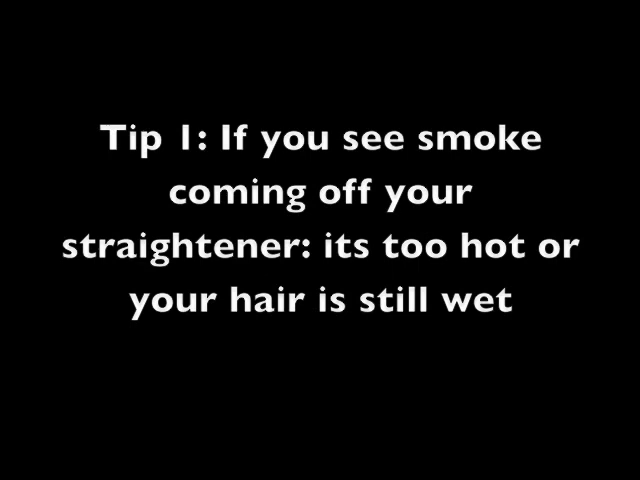 Tip 1: If you see smoke
coming off your
straightener: its too hot or
your hair is still wet